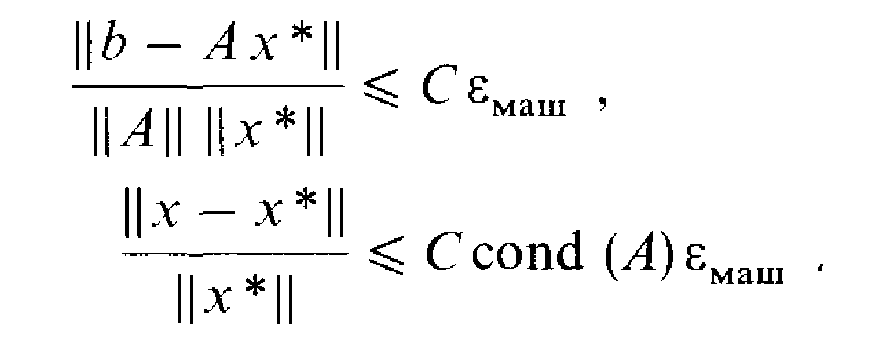 ‖b − A x*‖ / ‖A‖ ‖x*‖ ⩽ C ε_маш ,
‖x − x*‖ / ‖x*‖ ⩽ C cond (A) ε_маш .